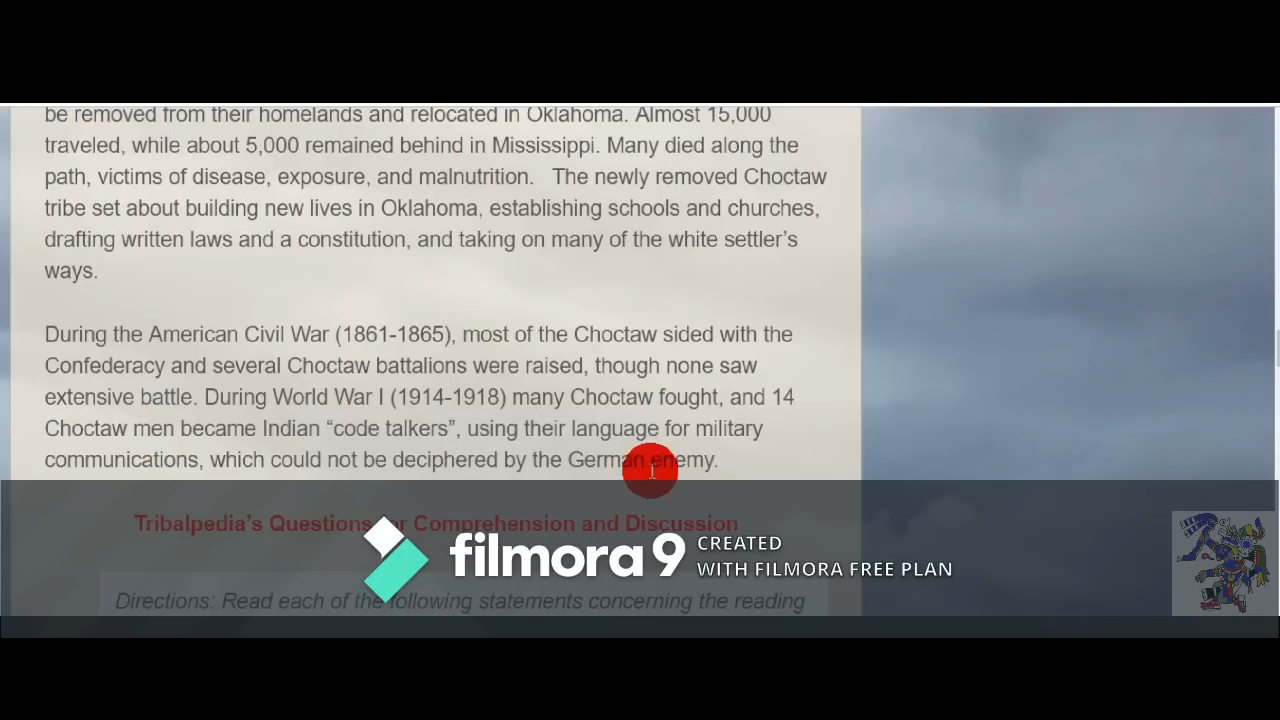 be removed from their homelands and relocated in Oklahoma. Almost 15,000
traveled, while about 5,000 remained behind in Mississippi. Many died along the
path, victims of disease, exposure, and malnutrition. The newly removed Choctaw
tribe set about building new lives in Oklahoma, establishing schools and churches,
drafting written laws and a constitution, and taking on many of the white settler’s
ways.
During the American Civil War (1861-1865), most of the Choctaw sided with the
Confederacy and several Choctaw battalions were raised, though none saw
extensive battle. During World War I (1914-1918) many Choctaw fought, and 14
Choctaw men became Indian “code talkers”, using their language for military
communications, which could not be deciphered by the German enemy.
Tribalpedia’s Questions for Comprehension and Discussion
filmora 9 CREATED
WITH FILMORA FREE PLAN
Directions: Read each of the following statements concerning the reading